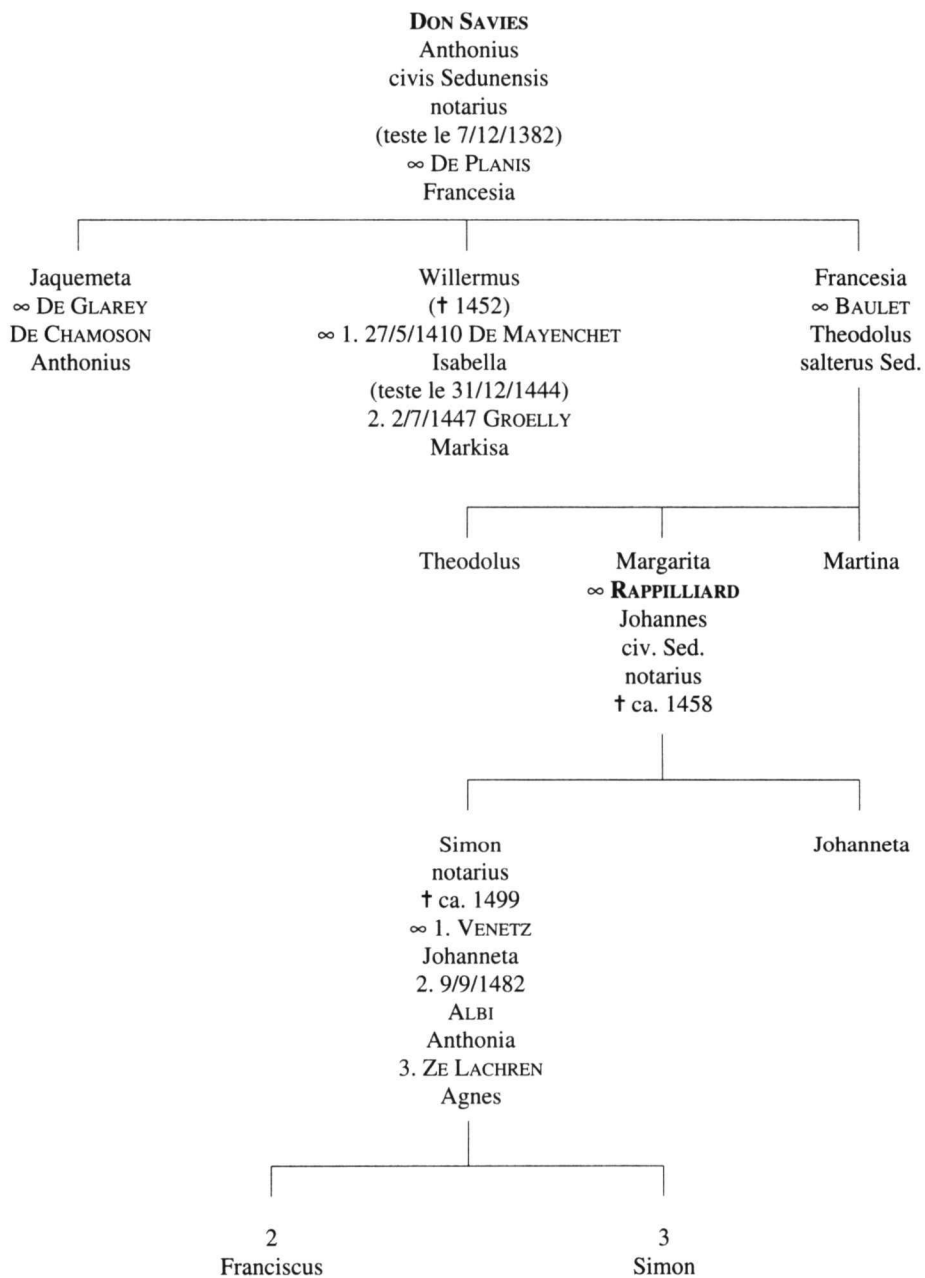 DON SAVIES
Anthonius
civis Sedunensis
notarius
(teste le 7/12/1382)
∞ DE PLANIS
Francesia
Jaquemeta
∞ DE GLAREY
DE CHAMOSON
Anthonius
Willermus
(† 1452)
∞ 1. 27/5/1410 DE MAYENCHET
Isabella
(teste le 31/12/1444)
2. 2/7/1447 GROELLY
Markisa
Francesia
∞ BAULET
Theodolus
salterus Sed.
Theodolus
Margarita
∞ RAPPILLIARD
Johannes
civ. Sed.
notarius
† ca. 1458
Martina
Simon
notarius
† ca. 1499
∞ 1. VENETZ
Johanneta
2. 9/9/1482
ALBI
Anthonia
3. ZE LACHREN
Agnes
Johanneta
2
Franciscus
3
Simon